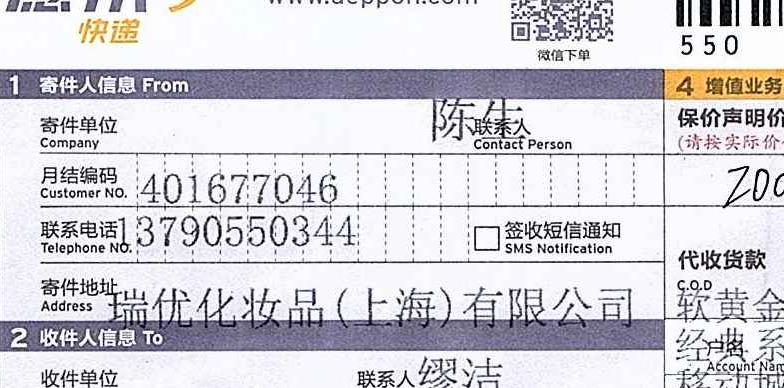 快递
www.deppon.com
微信下单
550
1 寄件人信息 From
4 增值业务
寄件单位
Company
陈生
联系人
Contact Person
保价声明价
(请按实际价
月结编码
Customer NO.
401677046
200
联系电话
Telephone NO.
13790550344
签收短信通知
SMS Notification
代收货款
C.O.D
寄件地址
Address
瑞优化妆品(上海)有限公司
软黄金
2 收件人信息 To
经典系
户名
Account Na
收件单位
联系人
缪洁
移动